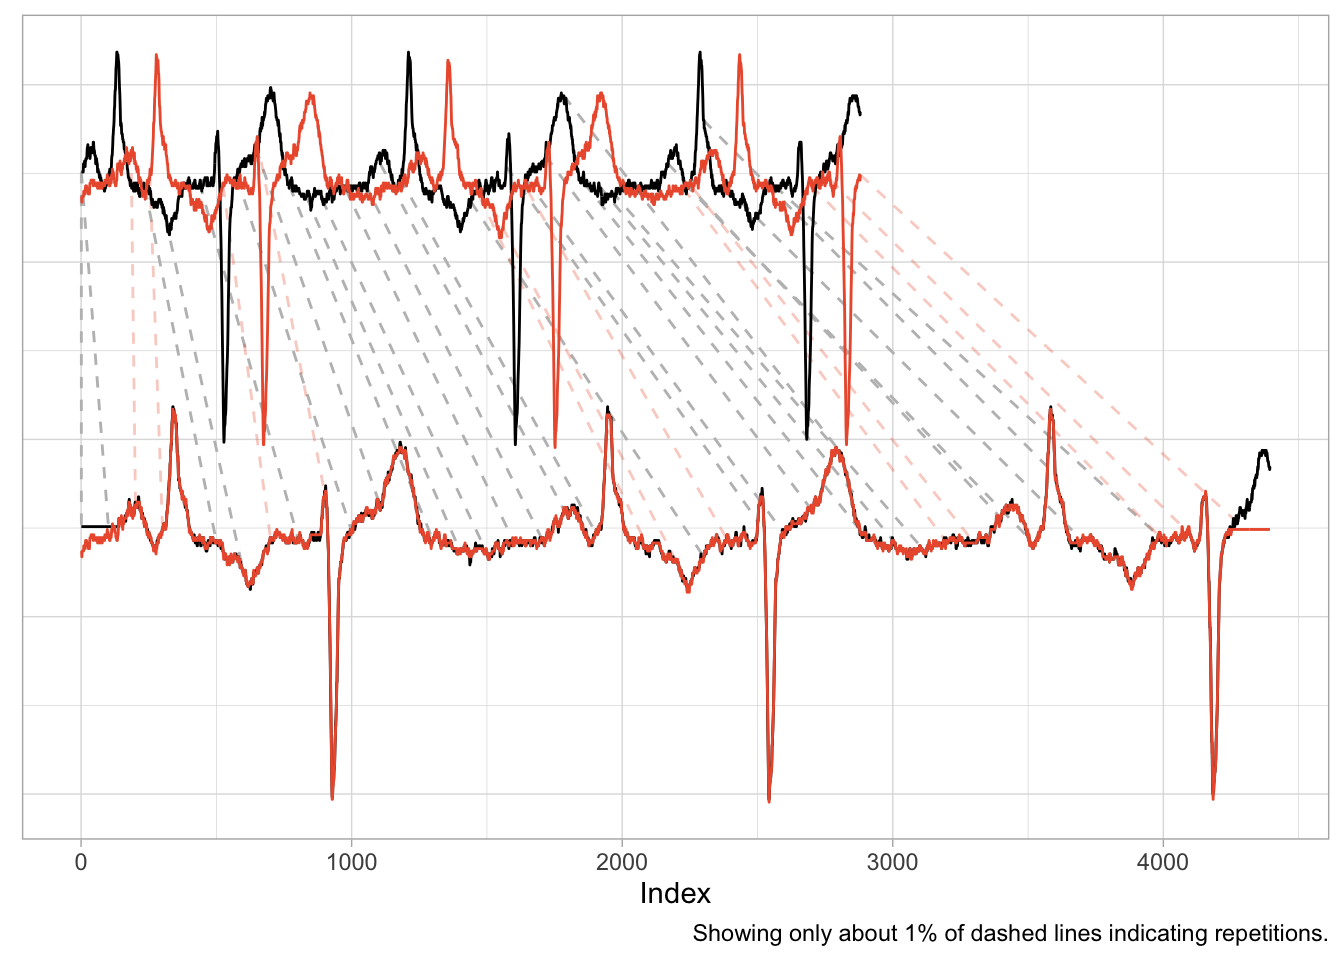 0 1000 2000 3000 4000
Index
Showing only about 1% of dashed lines indicating repetitions.